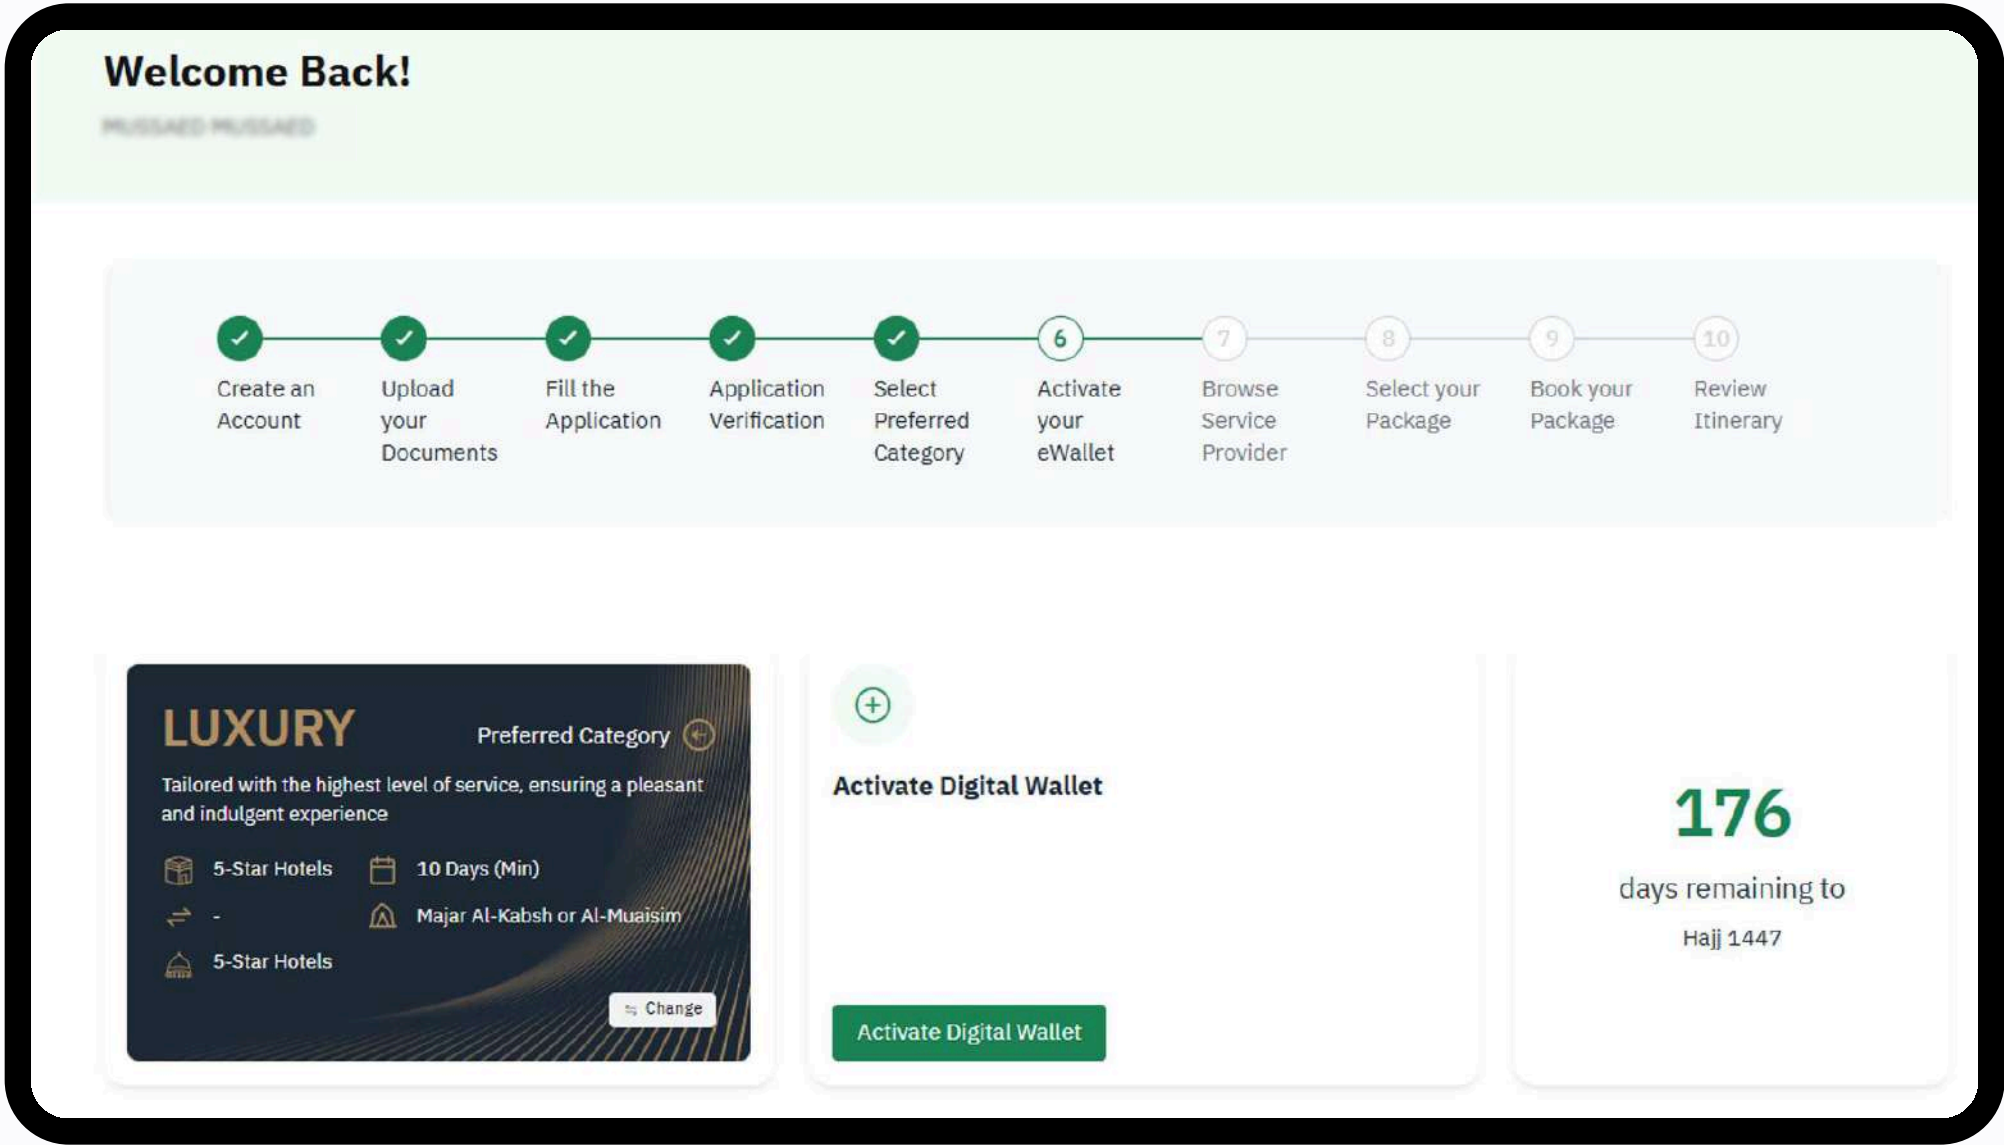 Welcome Back!
MUSSAED MUSSAED
6
7
8
9
10
Create an
Account
Upload
your
Documents
Fill the
Application
Application
Verification
Select
Preferred
Category
Activate
your
eWallet
Browse
Service
Provider
Select your
Package
Book your
Package
Review
Itinerary
LUXURY
Preferred Category
Tailored with the highest level of service, ensuring a pleasant
and indulgent experience
5-Star Hotels
10 Days (Min)
-
Majar Al-Kabsh or Al-Muaisim
5-Star Hotels
Change
Activate Digital Wallet
Activate Digital Wallet
176
days remaining to
Hajj 1447